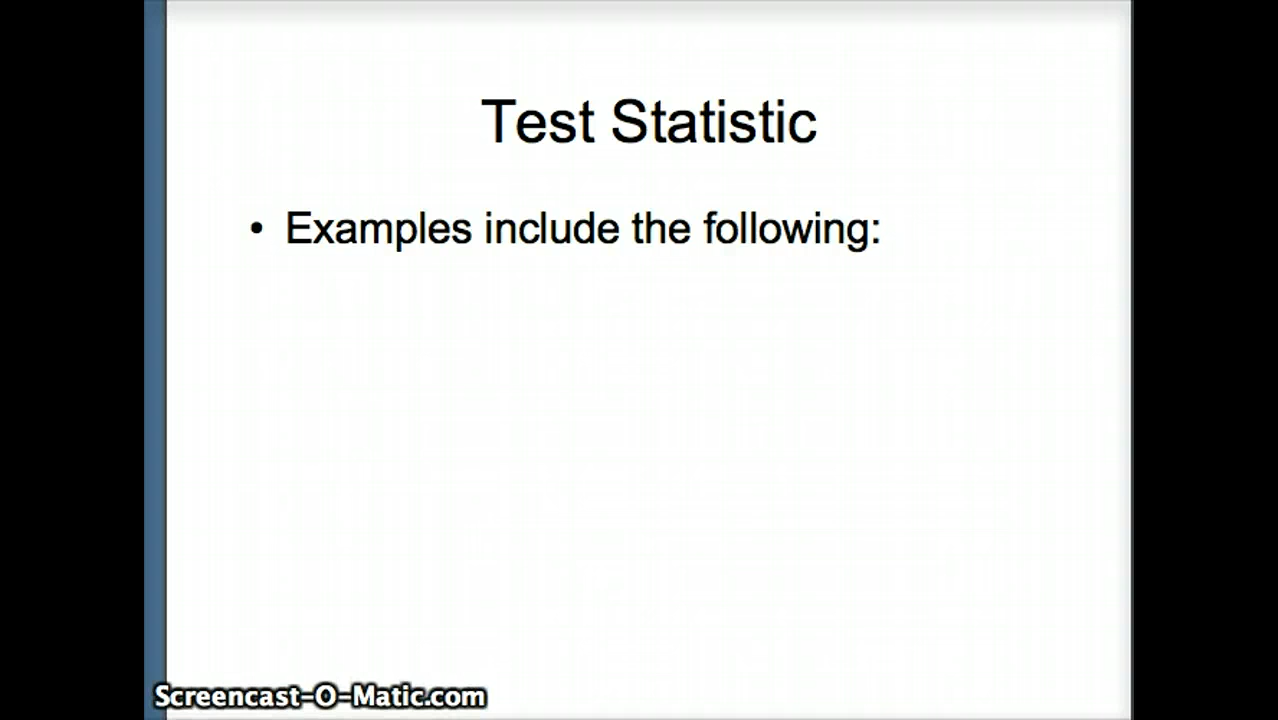 Test Statistic
• Examples include the following:
Screencast-O-Matic.com